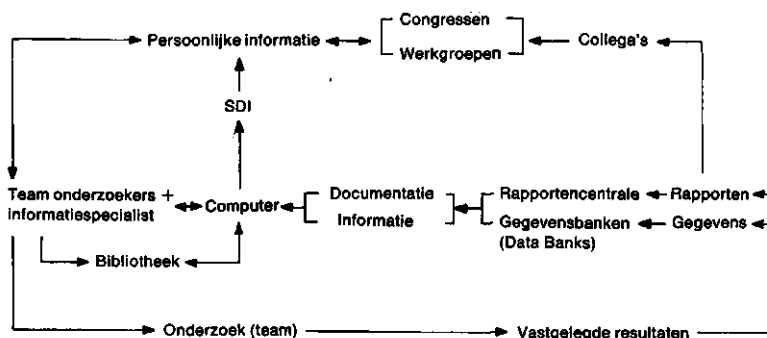 Congressen
Persoonlijke informatie
Werkgroepen
Collega's
SDI
Team onderzoekers +
informatiespecialist
Computer
Documentatie
Informatie
Rapportencentrale
Rapporten
Gegevensbanken
(Data Banks)
Gegevens
Bibliotheek
Onderzoek (team)
Vastgelegde resultaten